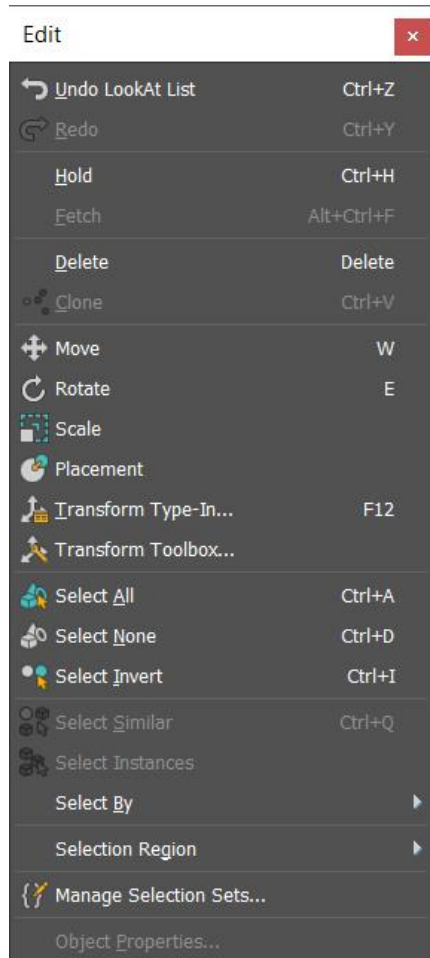 Edit
Undo LookAt List Ctrl+Z
Redo Ctrl+Y
Hold Ctrl+H
Fetch Alt+Ctrl+F
Delete Delete
Clone Ctrl+V
Move W
Rotate E
Scale
Placement
Transform Type-In... F12
Transform Toolbox...
Select All Ctrl+A
Select None Ctrl+D
Select Invert Ctrl+I
Select Similar Ctrl+Q
Select Instances
Select By
Selection Region
Manage Selection Sets...
Object Properties...